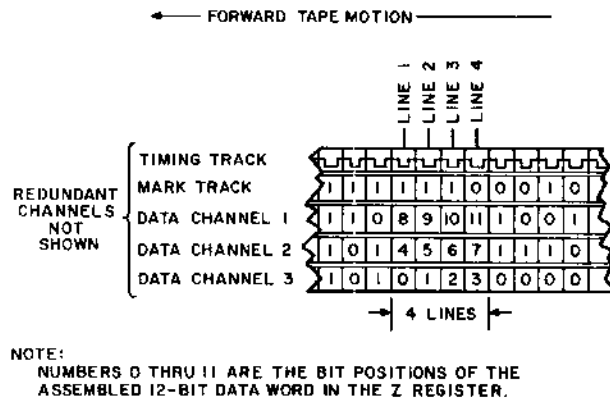 FORWARD TAPE MOTION
LINE 1
LINE 2
LINE 3
LINE 4
REDUNDANT
CHANNELS
NOT
SHOWN
TIMING TRACK
MARK TRACK 1 1 1 1 1 1 0 0 0 1 0
DATA CHANNEL 1 1 1 0 8 9 10 11 1 0 0 1
DATA CHANNEL 2 1 0 1 4 5 6 7 1 1 1 0
DATA CHANNEL 3 1 0 1 0 1 2 3 0 0 0 0
4 LINES
NOTE:
NUMBERS 0 THRU 11 ARE THE BIT POSITIONS OF THE
ASSEMBLED 12-BIT DATA WORD IN THE Z REGISTER.